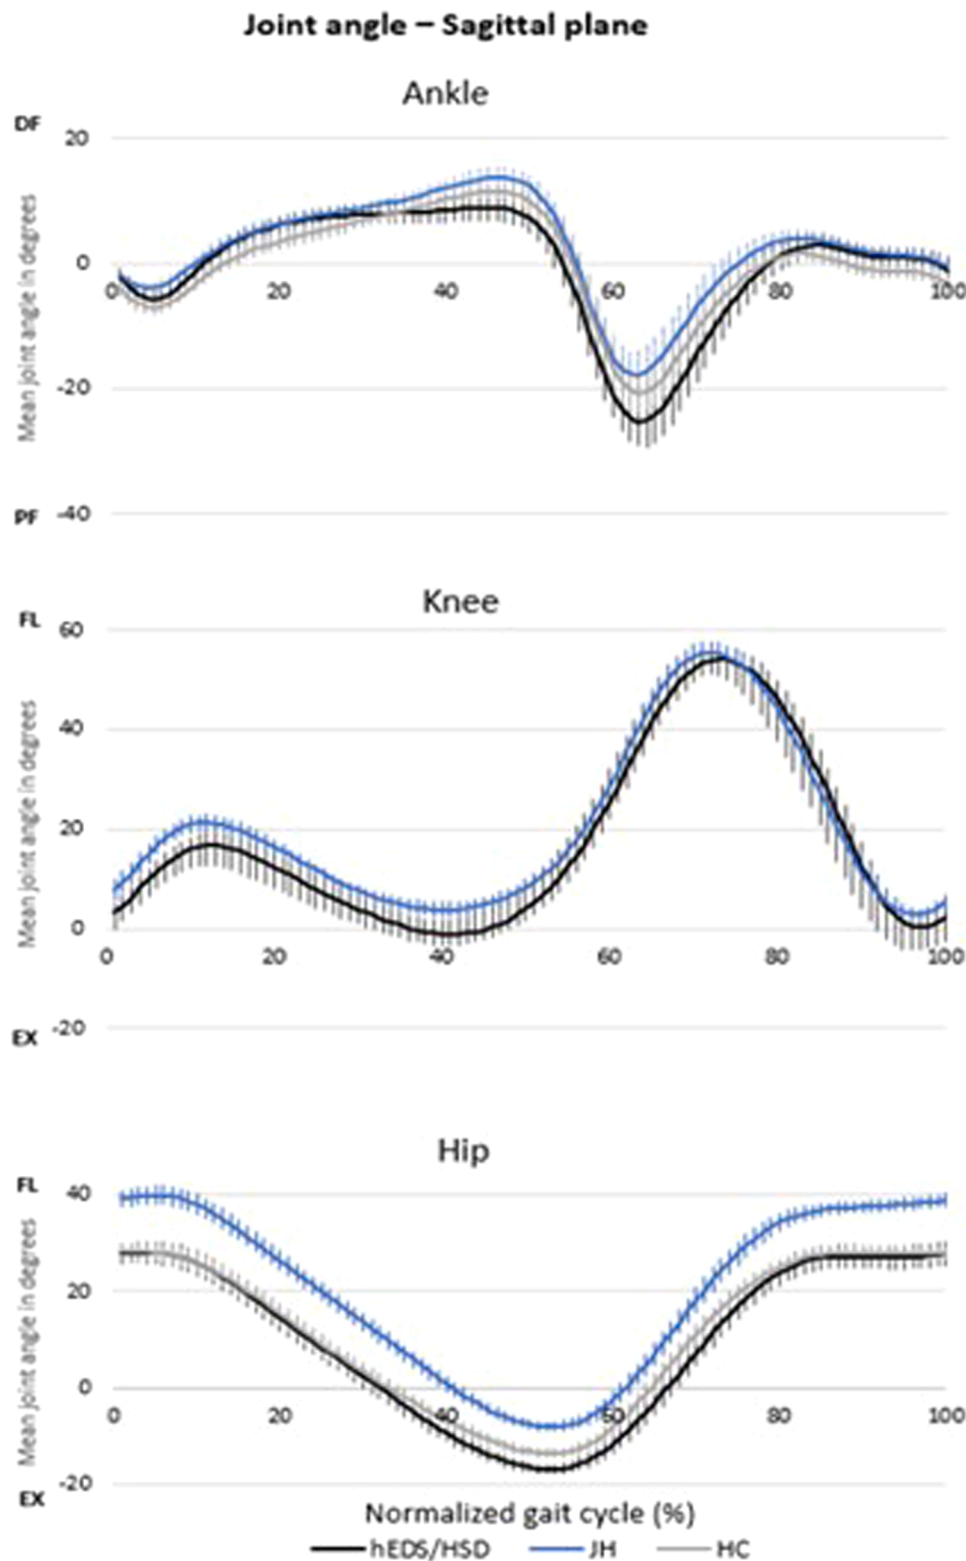 Joint angle – Sagittal plane
Ankle
DF
20
0
-20
PF -40
Mean joint angle in degrees
0 20 40 60 80 100
Knee
FL
60
40
20
0
EX -20
Mean joint angle in degrees
0 20 40 60 80 100
Hip
FL 40
20
0
-20
EX
Mean joint angle in degrees
0 20 40 60 80 100
Normalized gait cycle (%)
hEDS/HSD JH HC